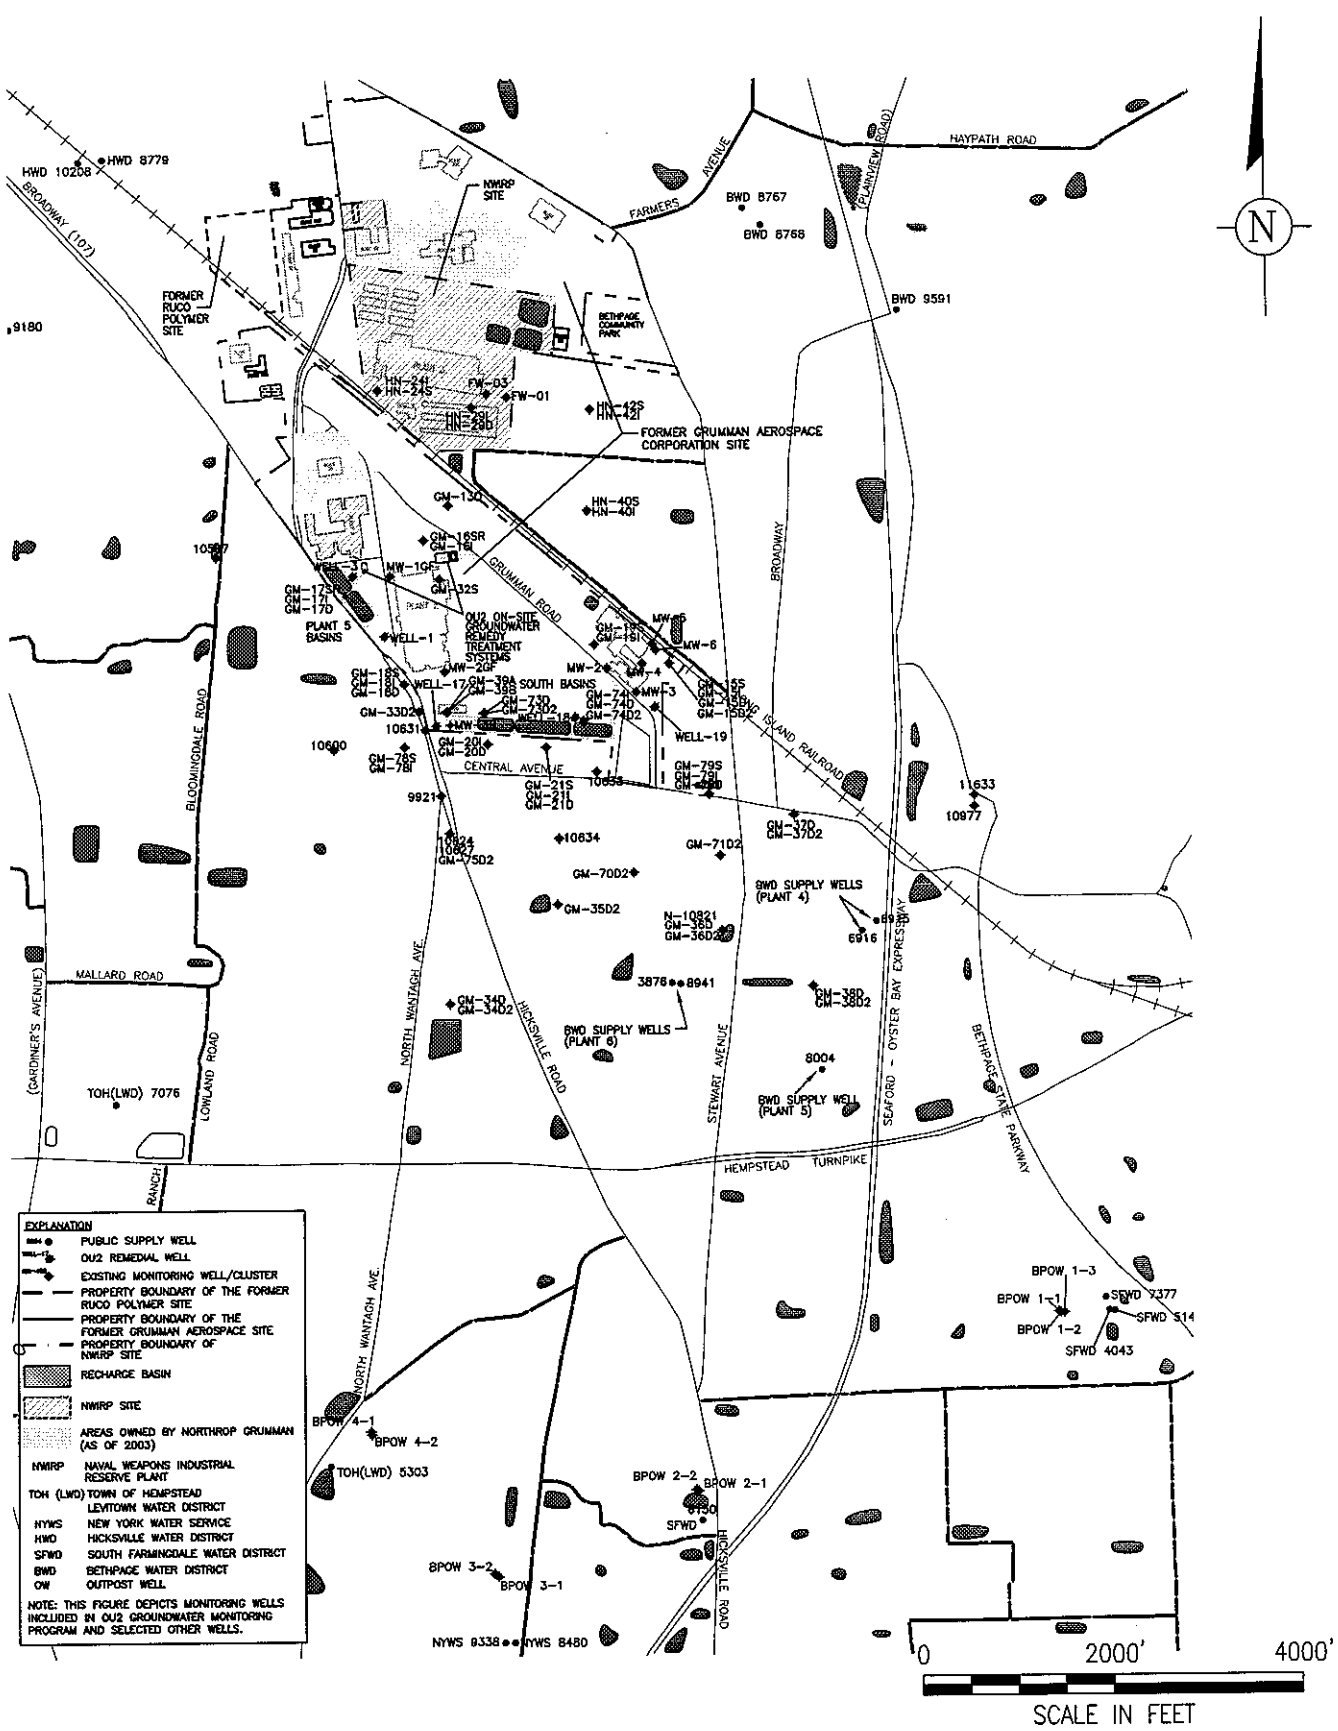 HAYPATH ROAD
(PLAINVIEW ROAD)
FARMERS
AVENUE
HWD 8779
HWD 10208
BROADWAY (107)
NWIRP
SITE
BWD 8767
BWD 8768
BWD 9591
N
9180
FORMER
RUCO
POLYMER
SITE
BETHPAGE
COMMUNITY
PARK
HN-24I
HN-24S
FW-03
FW-01
HN-29I
HN-29D
HN-42S
HN-42I
FORMER GRUMMAN AEROSPACE
CORPORATION SITE
GM-13D
HN-40S
HN-40I
GM-16SR
GM-16I
MW-1GF
GM-32S
GM-17I
GM-17D
PLANT 5
BASINS
PLANT 2
GRUMMAN ROAD
BROADWAY
OU2 ON-SITE
GROUNDWATER
REMEDY
TREATMENT
SYSTEMS
WELL-1
MW-5
MW-6
MW-2
MW-4
MW-3
MW-2GF
GM-18S
GM-18I
GM-18D
WELL-17
GM-39A
GM-39B
SOUTH BASINS
GM-73D
GM-73D2
WELL-18
GM-74I
GM-74D
GM-74D2
GM-15S
GM-15I
GM-15D2
WELL-19
LONG ISLAND RAILROAD
GM-33D2
10631
10600
GM-78S
GM-78I
GM-20I
GM-20D
CENTRAL AVENUE
GM-21S
GM-21I
GM-21D
10633
GM-79S
GM-79I
BLOOMINGDALE ROAD
9921
10624
10627
GM-75D2
10634
GM-37D
GM-37D2
11633
10977
GM-71D2
GM-70D2
BWD SUPPLY WELLS
(PLANT 4)
6916
GM-35D2
N-10821
GM-36D
GM-36D2
MALLARD ROAD
(GARDINER'S AVENUE)
LOWLAND ROAD
NORTH WANTAGH AVE.
HICKSVILLE ROAD
3876
8941
BWD SUPPLY WELLS
(PLANT 6)
GM-38D
GM-38D2
GM-34D
GM-34D2
8004
BWD SUPPLY WELL
(PLANT 5)
STEWART AVENUE
SEAFORD - OYSTER BAY EXPRESSWAY
BETHPAGE STATE PARKWAY
TOH(LWD) 7076
HEMPSTEAD TURNPIKE
RANCH
EXPLANATION
PUBLIC SUPPLY WELL
OU2 REMEDIAL WELL
EXISTING MONITORING WELL/CLUSTER
PROPERTY BOUNDARY OF THE FORMER
RUCO POLYMER SITE
PROPERTY BOUNDARY OF THE
FORMER GRUMMAN AEROSPACE SITE
PROPERTY BOUNDARY OF
NWIRP SITE
RECHARGE BASIN
NWIRP SITE
AREAS OWNED BY NORTHROP GRUMMAN
(AS OF 2003)
NWIRP NAVAL WEAPONS INDUSTRIAL
RESERVE PLANT
TOH (LWD) TOWN OF HEMPSTEAD
LEVITOWN WATER DISTRICT
NYWS NEW YORK WATER SERVICE
HWD HICKSVILLE WATER DISTRICT
SFWD SOUTH FARMINGDALE WATER DISTRICT
BWD BETHPAGE WATER DISTRICT
OW OUTPOST WELL
NOTE: THIS FIGURE DEPICTS MONITORING WELLS
INCLUDED IN OU2 GROUNDWATER MONITORING
PROGRAM AND SELECTED OTHER WELLS.
NORTH WANTAGH AVE.
BPOW 4-1
BPOW 4-2
TOH(LWD) 5303
BPOW 1-3
BPOW 1-1
BPOW 1-2
SFWD 7377
SFWD 514
SFWD 4043
BPOW 2-2
BPOW 2-1
6150
SFWD
HICKSVILLE ROAD
BPOW 3-2
BPOW 3-1
NYWS 9338
NYWS 8480
0 2000' 4000'
SCALE IN FEET